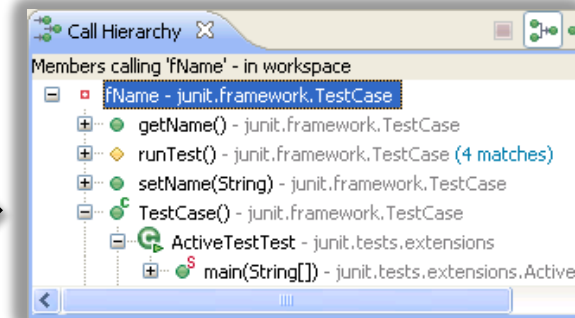 Call Hierarchy
Members calling 'fName' - in workspace
fName - junit.framework.TestCase
getName() - junit.framework.TestCase
runTest() - junit.framework.TestCase (4 matches)
setName(String) - junit.framework.TestCase
C TestCase() - junit.framework.TestCase
ActiveTestTest - junit.tests.extensions
S main(String[]) - junit.tests.extensions.Active